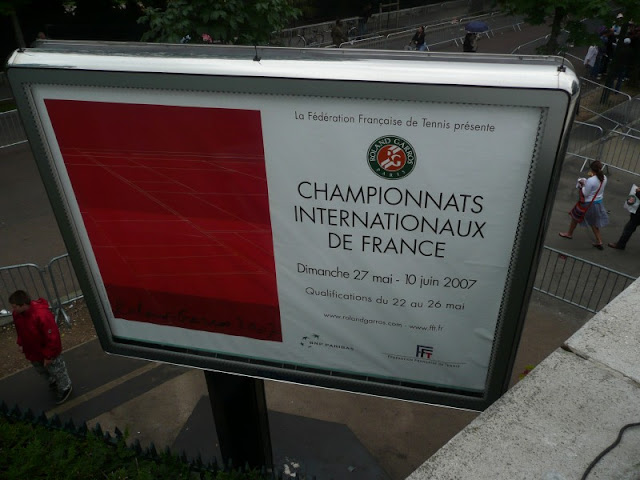 La Fédération Française de Tennis présente
ROLAND GARROS
PARIS
CHAMPIONNATS
INTERNATIONAUX
DE FRANCE
Dimanche 27 mai - 10 juin 2007
Qualifications du 22 au 26 mai
www.rolandgarros.com www.fft.fr
BNP PARIBAS
FFT